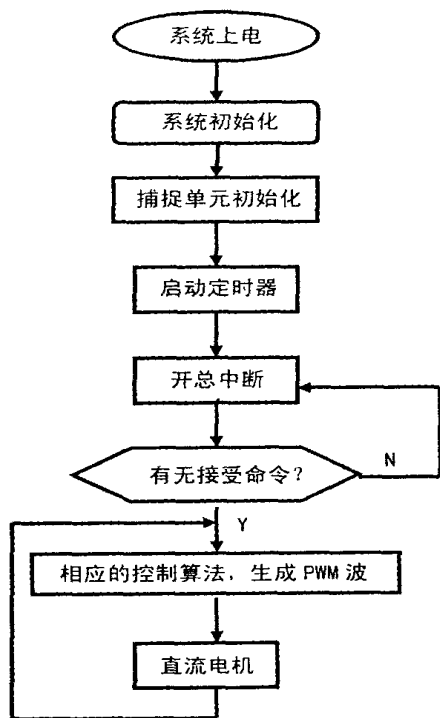 系统上电
系统初始化
捕捉单元初始化
启动定时器
开总中断
有无接受命令?
N
Y
相应的控制算法，生成 PWM 波
直流电机